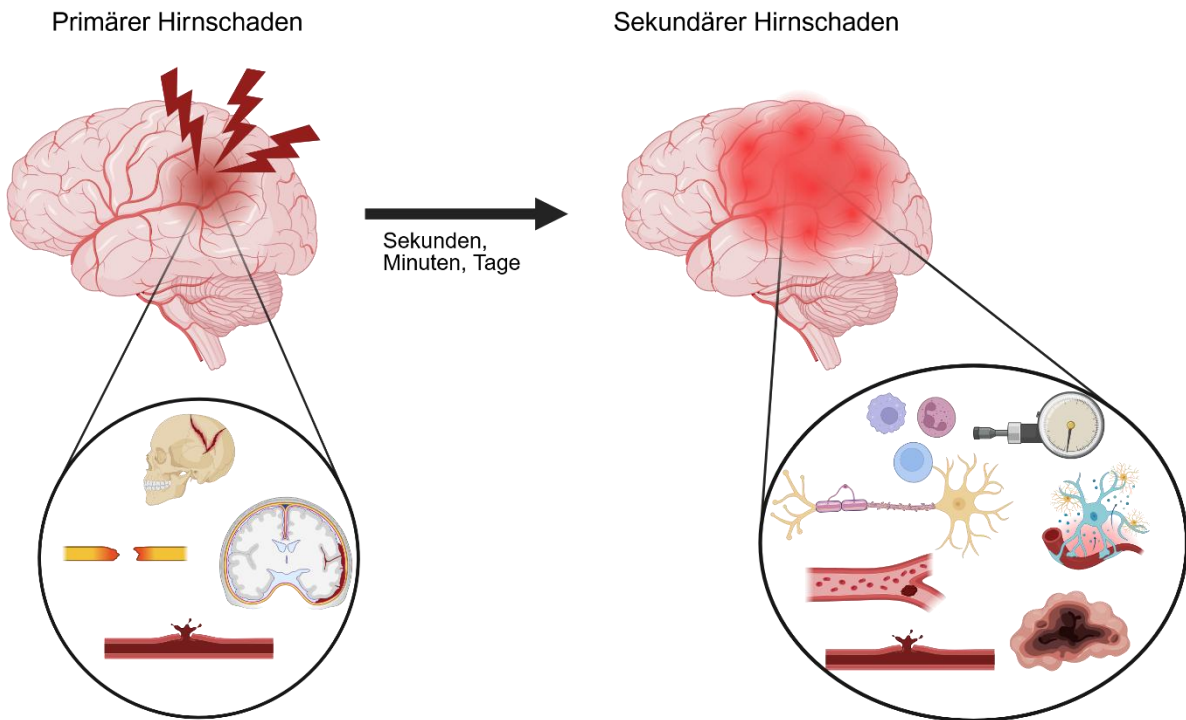 Primärer Hirnschaden
Sekundärer Hirnschaden
Sekunden,
Minuten, Tage